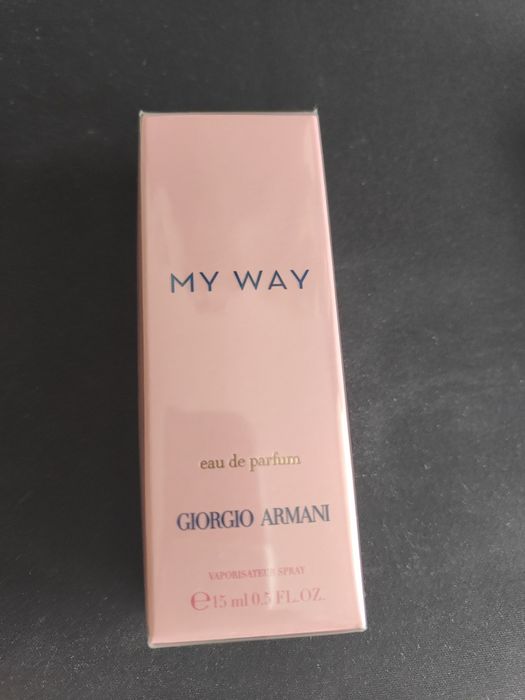 MY WAY
eau de parfum
GIORGIO ARMANI
VAPORISATEUR SPRAY
℮15 ml 0.5 FL.OZ.